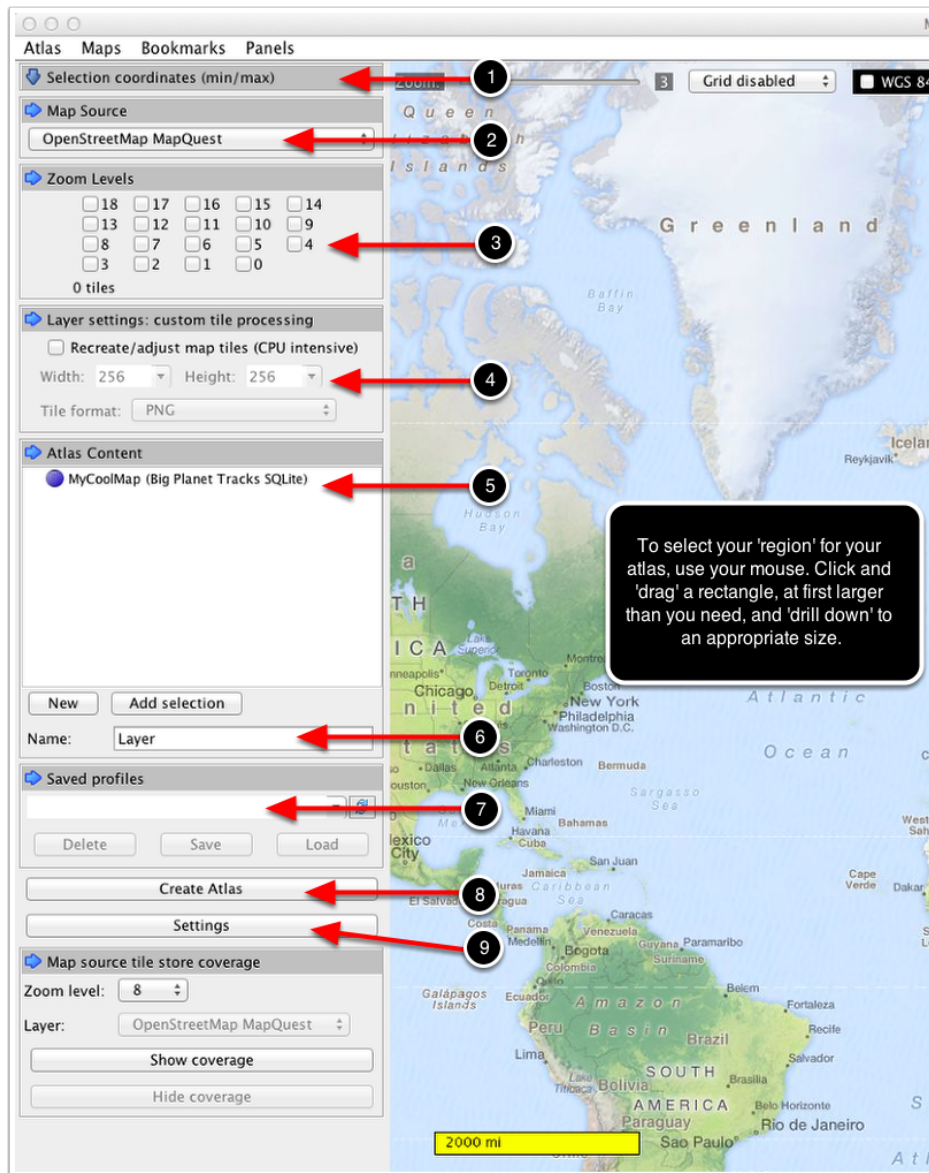 M
Atlas Maps Bookmarks Panels
Selection coordinates (min/max)
1
Zoom:
3
Grid disabled
WGS 84
Map Source
OpenStreetMap MapQuest
2
Zoom Levels
18 17 16 15 14
13 12 11 10 9
8 7 6 5 4
3 2 1 0
3
0 tiles
Layer settings: custom tile processing
Recreate/adjust map tiles (CPU intensive)
Width: 256 Height: 256
4
Tile format: PNG
Atlas Content
MyCoolMap (Big Planet Tracks SQLite)
5
New Add selection
Name: Layer
6
Saved profiles
7
Delete Save Load
Create Atlas
8
Settings
9
Map source tile store coverage
Zoom level: 8
Layer: OpenStreetMap MapQuest
Show coverage
Hide coverage
Queen
Islands
Greenland
Baffin
Bay
Reykjavik
Hudson
Bay
To select your 'region' for your
atlas, use your mouse. Click and
'drag' a rectangle, at first larger
than you need, and 'drill down' to
an appropriate size.
Lake
Superior
Toronto
Chicago
Detroit
Boston
New York
Philadelphia
Washington D.C.
Atlantic
Ocean
Dallas
Atlanta
Charleston
Bermuda
New Orleans
Sargasso
Sea
Miami
Bahamas
Havana
Cuba
San Juan
Jamaica
Caribbean
Sea
El Salvador
Cape
Verde
Dakar
Costa
Panama
Caracas
Venezuela
Medellin
Bogota
Guyana
Paramaribo
Suriname
Colombia
Quito
Galápagos
Islands
Ecuador
Amazon
Basin
Belem
Fortaleza
Peru
Brazil
Recife
Lima
Salvador
SOUTH
AMERICA
Lake
Titicaca
Bolivia
Brasilia
Belo Horizonte
Paraguay
Rio de Janeiro
Sao Paulo
2000 mi